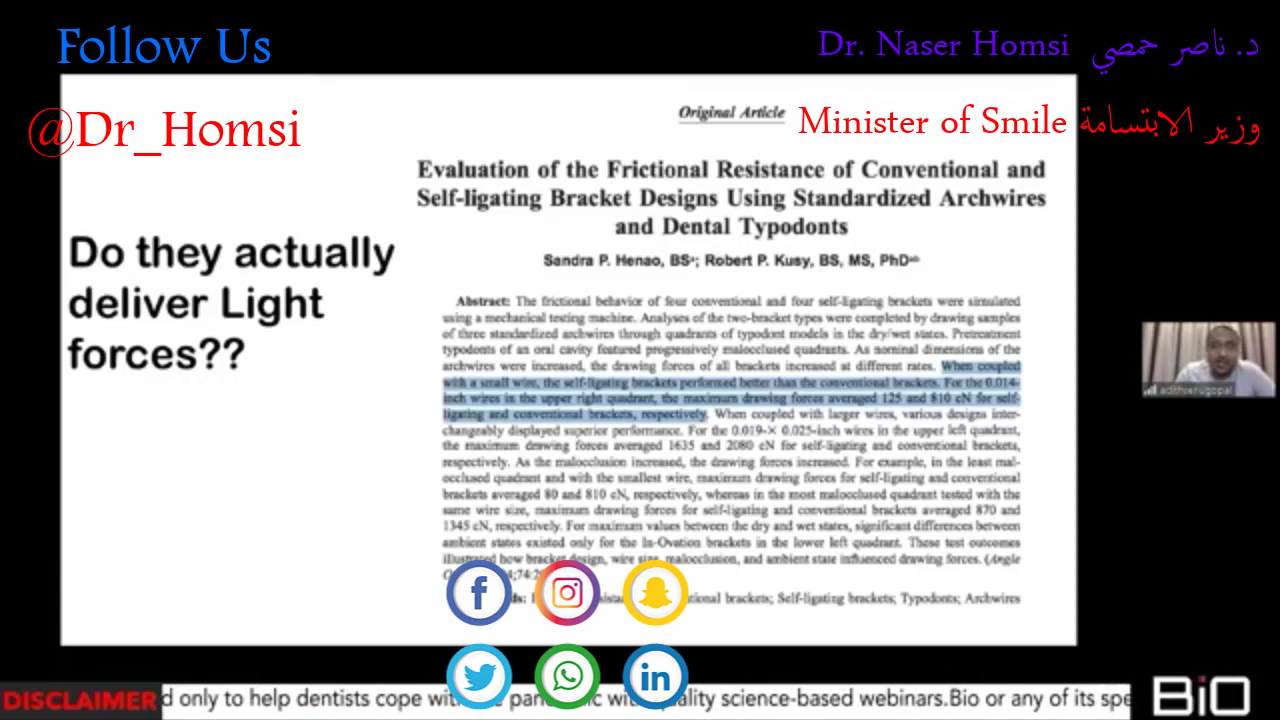 Follow Us
Dr. Naser Homsi د. ناصر حمصي
@Dr_Homsi
Minister of Smile وزير الابتسامة
Original Article
Evaluation of the Frictional Resistance of Conventional and
Self-ligating Bracket Designs Using Standardized Archwires
and Dental Typodonts
Sandra P. Henao, BS; Robert P. Kusy, BS, MS, PhD
Do they actually
deliver Light
forces??
Abstract: The frictional behavior of four conventional and four self-ligating brackets were simulated
using a mechanical testing machine. Analyses of the two-bracket types were completed by drawing samples
of three standardized archwires through quadrants of typodont models in the dry/wet states. Pretreatment
typodonts of an oral cavity featured progressively malocclused quadrants. As nominal dimensions of the
archwires were increased, the drawing forces of all brackets increased at different rates. When coupled
with a small wire, the self-ligating brackets performed better than the conventional brackets. For the 0.014-
inch wires in the upper right quadrant, the maximum drawing forces averaged 125 and 810 cN for self-
ligating and conventional brackets, respectively. When coupled with larger wires, various designs inter-
changeably displayed superior performance. For the 0.019-× 0.025-inch wires in the upper left quadrant,
the maximum drawing forces averaged 1635 and 2080 cN for self-ligating and conventional brackets,
respectively. As the malocclusion increased, the drawing forces increased. For example, in the least mal-
occluded quadrant and with the smallest wire, maximum drawing forces for self-ligating and conventional
brackets averaged 80 and 810 cN, respectively, whereas in the most malocclused quadrant tested with the
same wire size, maximum drawing forces for self-ligating and conventional brackets averaged 870 and
1345 cN, respectively. For maximum values between the dry and wet states, significant differences between
ambient states existed only for the In-Ovation brackets in the lower left quadrant. These test outcomes
illustrated how bracket design, wire size, malocclusion, and ambient state influenced drawing forces. (Angle
brackets; Self-ligating brackets; Typodonts; Archwires
adithvenugopal
DISCLAIMER d only to help dentists cope with science-based webinars.Bio or any of its spe
BiO